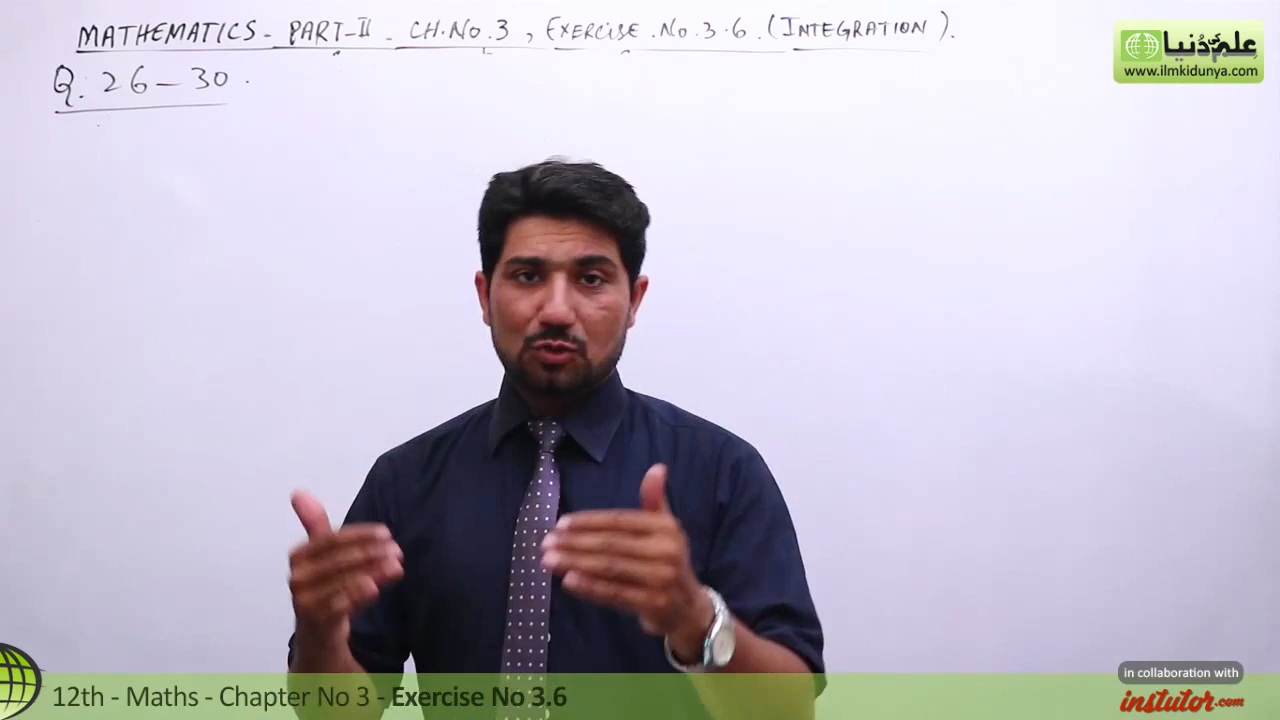 MATHEMATICS - PART-II - CH.No.3, EXERCISE.No.3.6.(INTEGRATION).
Q. 26-30.
علم کی دُنیا
www.ilmkidunya.com
in collaboration with
instutor.com
12th - Maths - Chapter No 3 - Exercise No 3.6